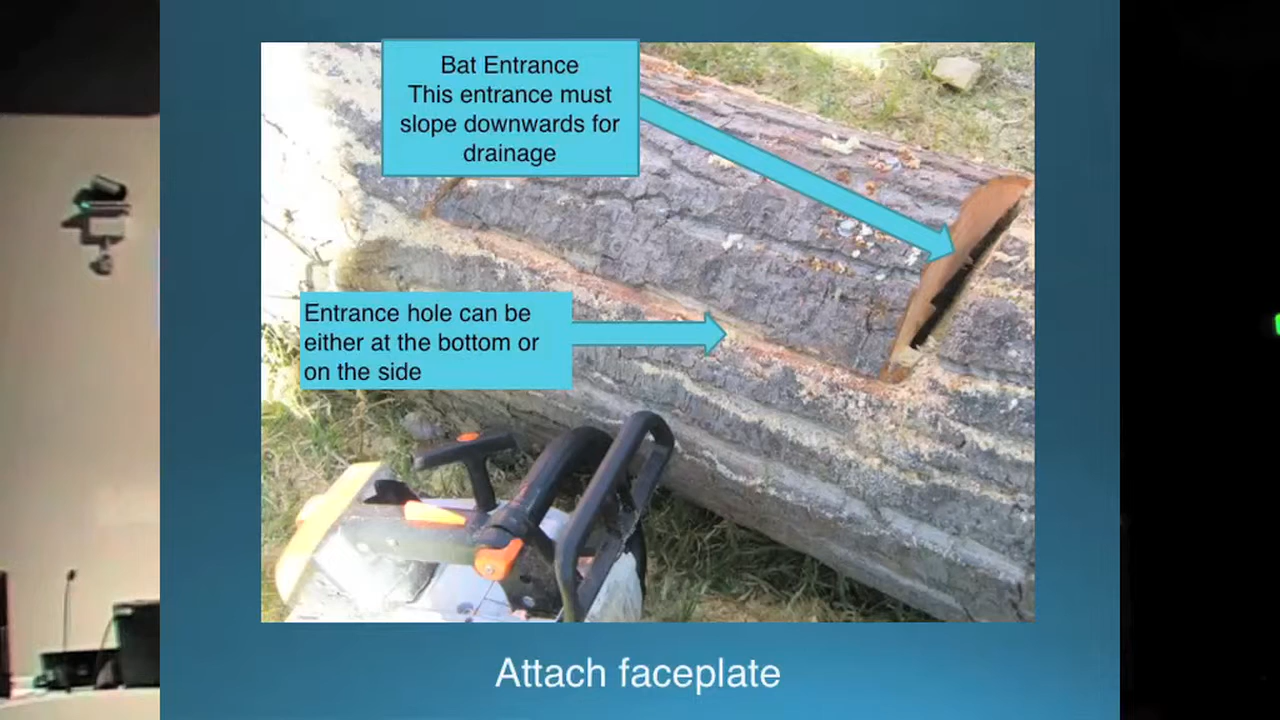 Bat Entrance
This entrance must
slope downwards for
drainage
Entrance hole can be
either at the bottom or
on the side
Attach faceplate